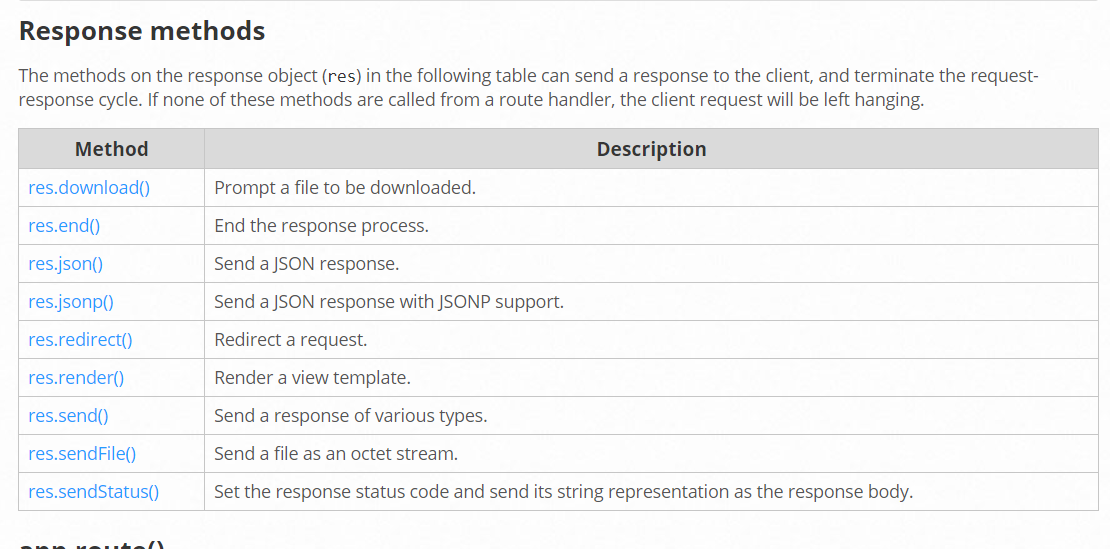 Response methods
The methods on the response object (res) in the following table can send a response to the client, and terminate the request-
response cycle. If none of these methods are called from a route handler, the client request will be left hanging.
Method Description
res.download() Prompt a file to be downloaded.
res.end() End the response process.
res.json() Send a JSON response.
res.jsonp() Send a JSON response with JSONP support.
res.redirect() Redirect a request.
res.render() Render a view template.
res.send() Send a response of various types.
res.sendFile() Send a file as an octet stream.
res.sendStatus() Set the response status code and send its string representation as the response body.
app.route()